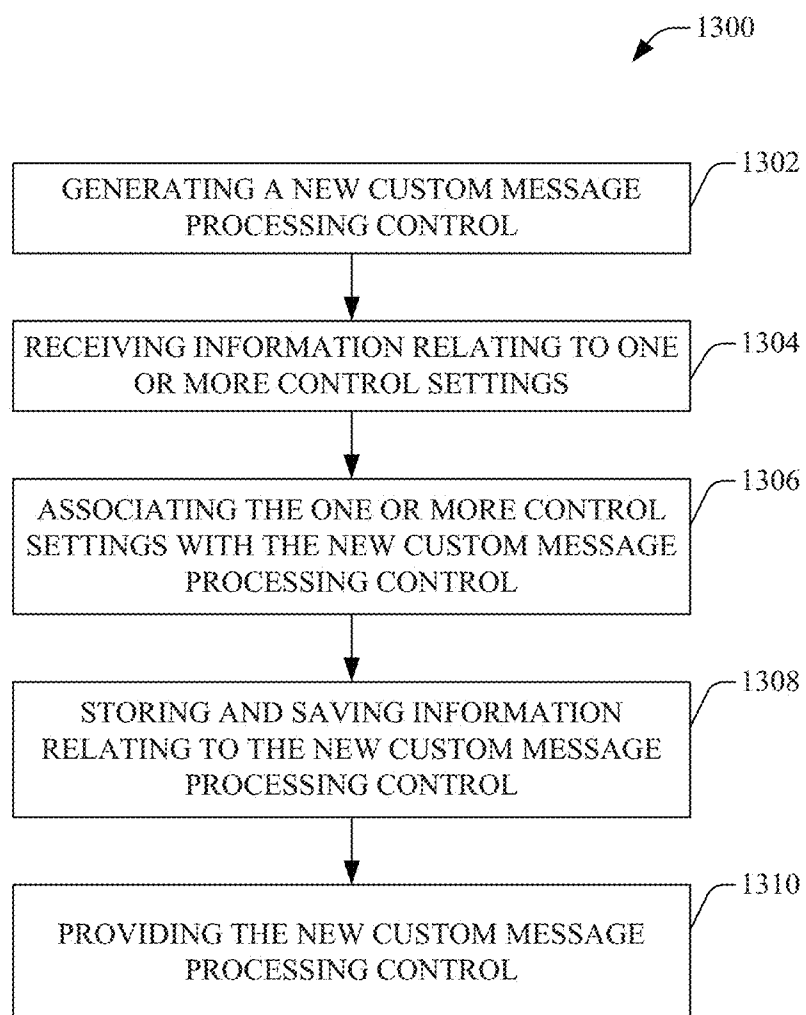 1300
1302
GENERATING A NEW CUSTOM MESSAGE
PROCESSING CONTROL
1304
RECEIVING INFORMATION RELATING TO ONE
OR MORE CONTROL SETTINGS
1306
ASSOCIATING THE ONE OR MORE CONTROL
SETTINGS WITH THE NEW CUSTOM MESSAGE
PROCESSING CONTROL
1308
STORING AND SAVING INFORMATION
RELATING TO THE NEW CUSTOM MESSAGE
PROCESSING CONTROL
1310
PROVIDING THE NEW CUSTOM MESSAGE
PROCESSING CONTROL